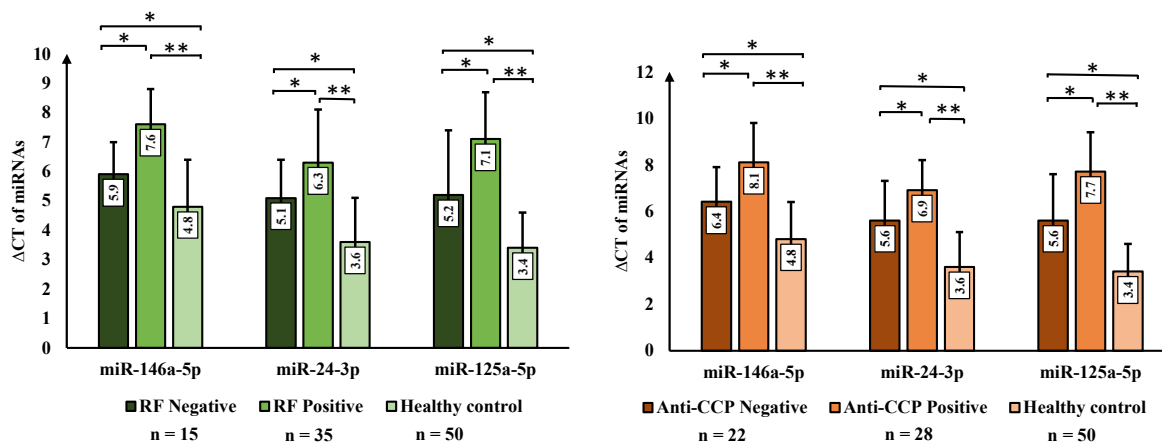 * * ** * * ** * * **
10
9
8
7
6
5
4
3
2
1
0
ΔCT of miRNAs
5.9 7.6 4.8 5.1 6.3 3.6 5.2 7.1 3.4
miR-146a-5p miR-24-3p miR-125a-5p
RF Negative RF Positive Healthy control
n = 15 n = 35 n = 50
* * ** * * ** * * **
12
10
8
6
4
2
0
ΔCT of miRNAs
6.4 8.1 4.8 5.6 6.9 3.6 5.6 7.7 3.4
miR-146a-5p miR-24-3p miR-125a-5p
Anti-CCP Negative Anti-CCP Positive Healthy control
n = 22 n = 28 n = 50